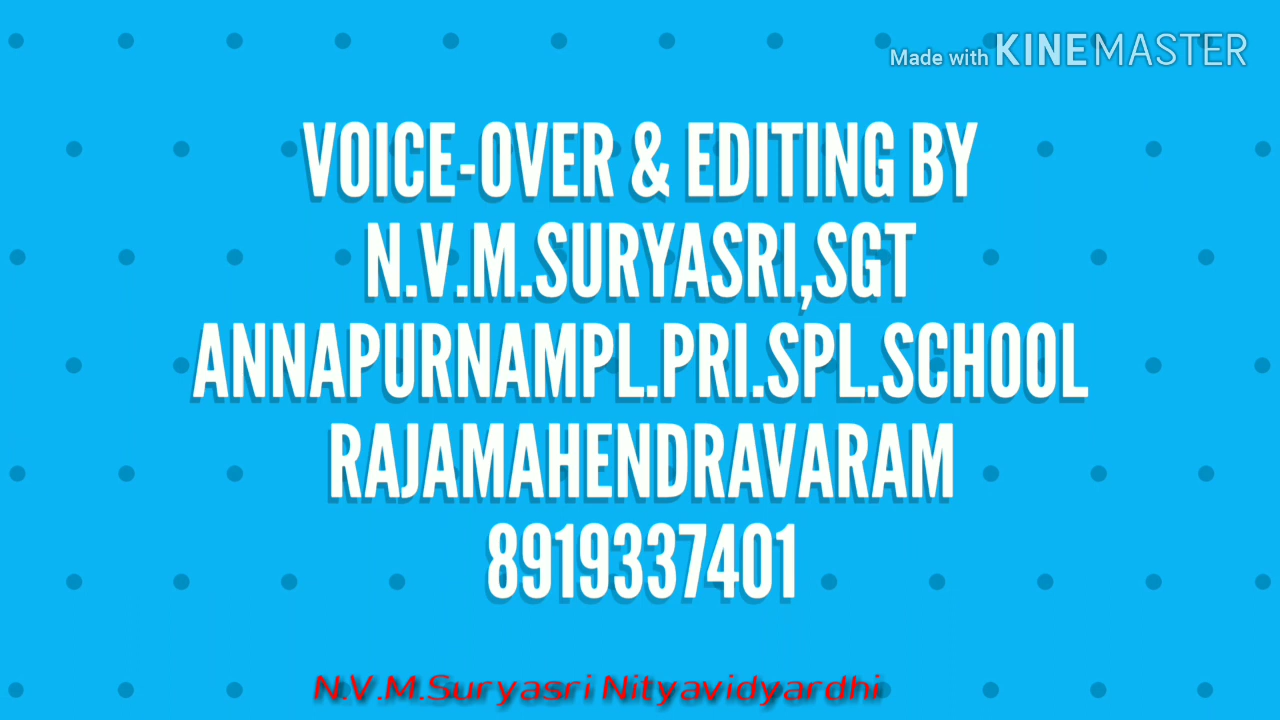 Made with KINEMASTER
VOICE-OVER & EDITING BY
N.V.M.SURYASRI,SGT
ANNAPURNAMPL.PRI.SPL.SCHOOL
RAJAMAHENDRAVARAM
8919337401
N.V.M.Suryasri Nityavidyardhi